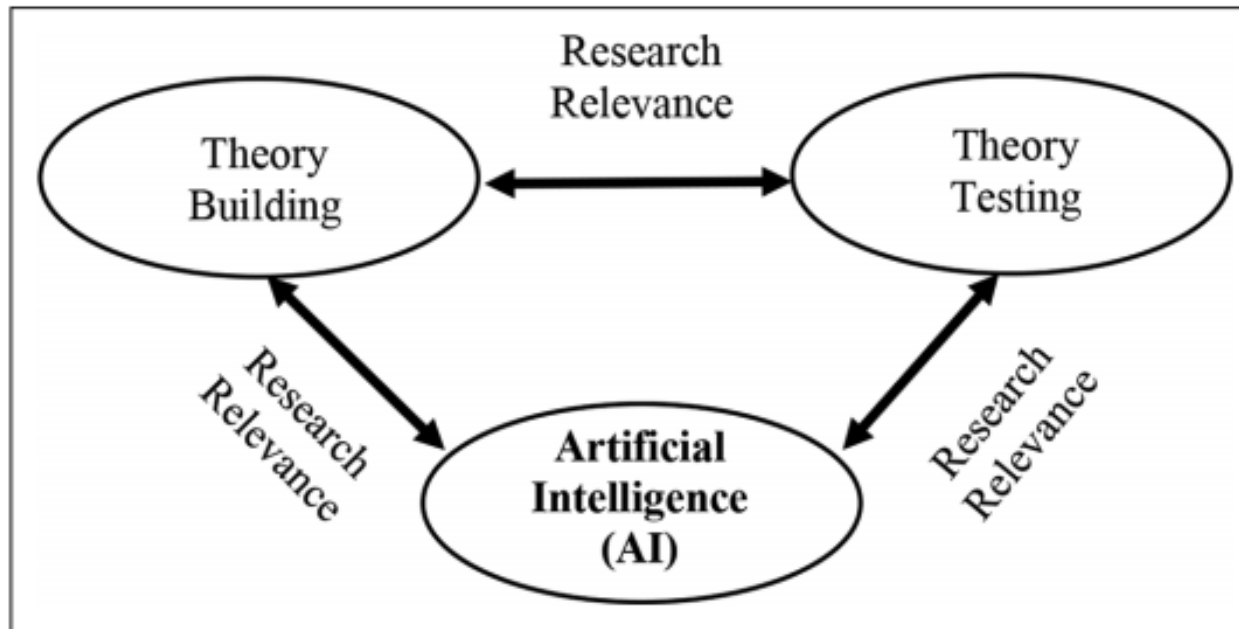 Research
Relevance
Theory
Building
Theory
Testing
Research
Relevance
Artificial
Intelligence
(AI)
Research
Relevance